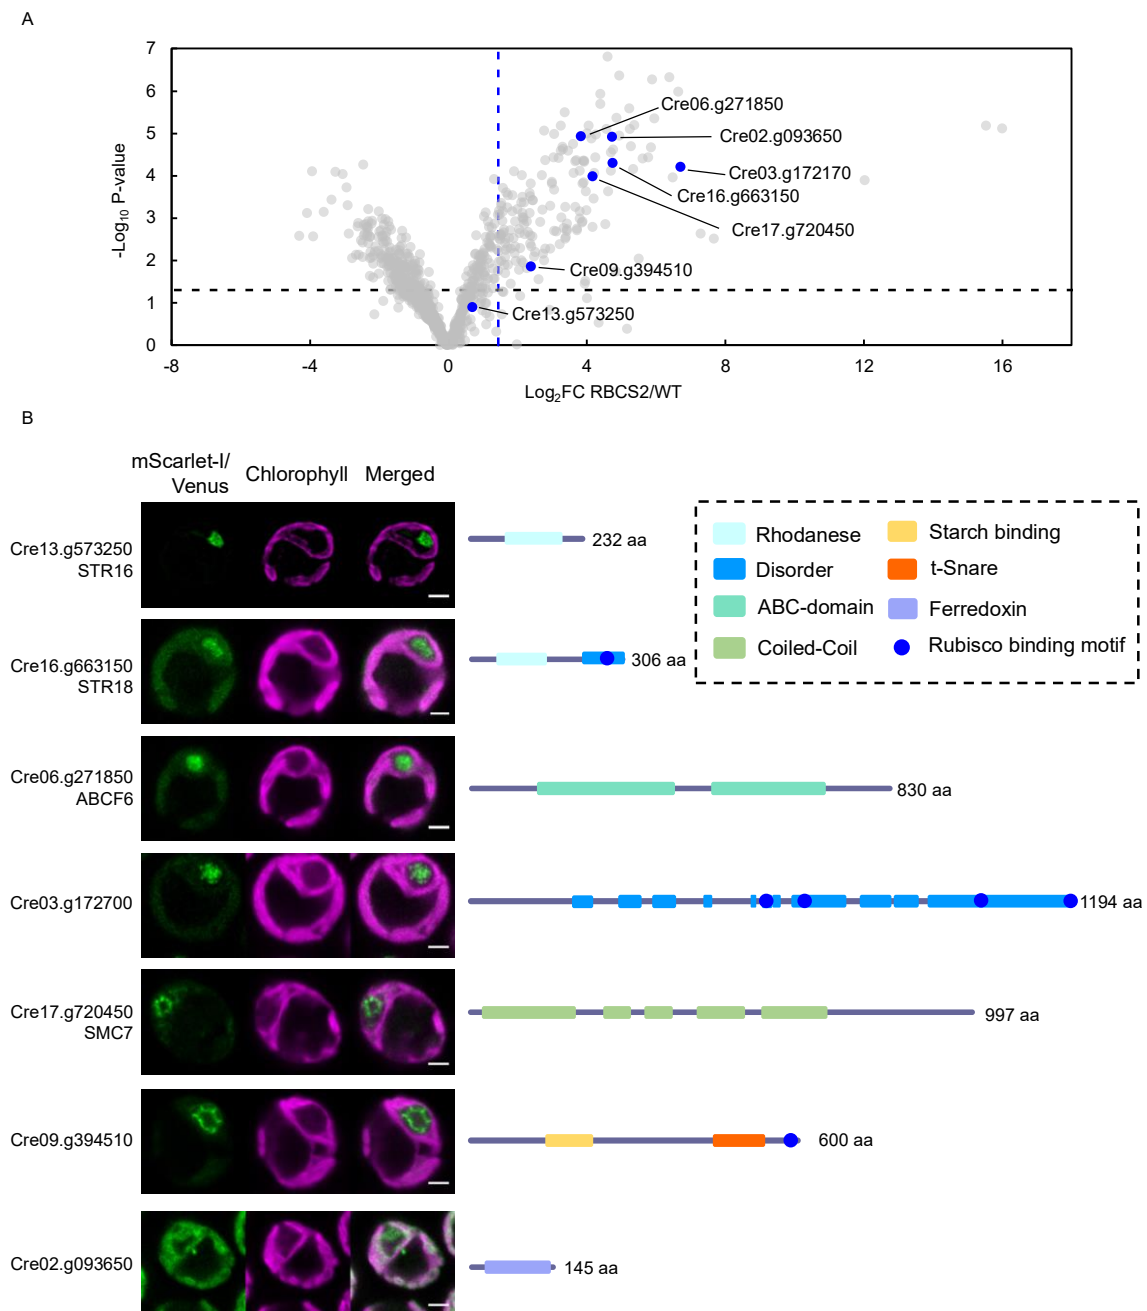 A
7
6
5
4
3
2
1
0
-Log10 P-value
Cre06.g271850
Cre02.g093650
Cre03.g172170
Cre16.g663150
Cre17.g720450
Cre09.g394510
Cre13.g573250
-8 -4 0 4 8 12 16
Log2FC RBCS2/WT
B
mScarlet-I/
Venus
Chlorophyll
Merged
Cre13.g573250
STR16
232 aa
Cre16.g663150
STR18
306 aa
Cre06.g271850
ABCF6
830 aa
Cre03.g172700
1194 aa
Cre17.g720450
SMC7
997 aa
Cre09.g394510
600 aa
Cre02.g093650
145 aa
Rhodanese
Disorder
ABC-domain
Coiled-Coil
Starch binding
t-Snare
Ferredoxin
Rubisco binding motif